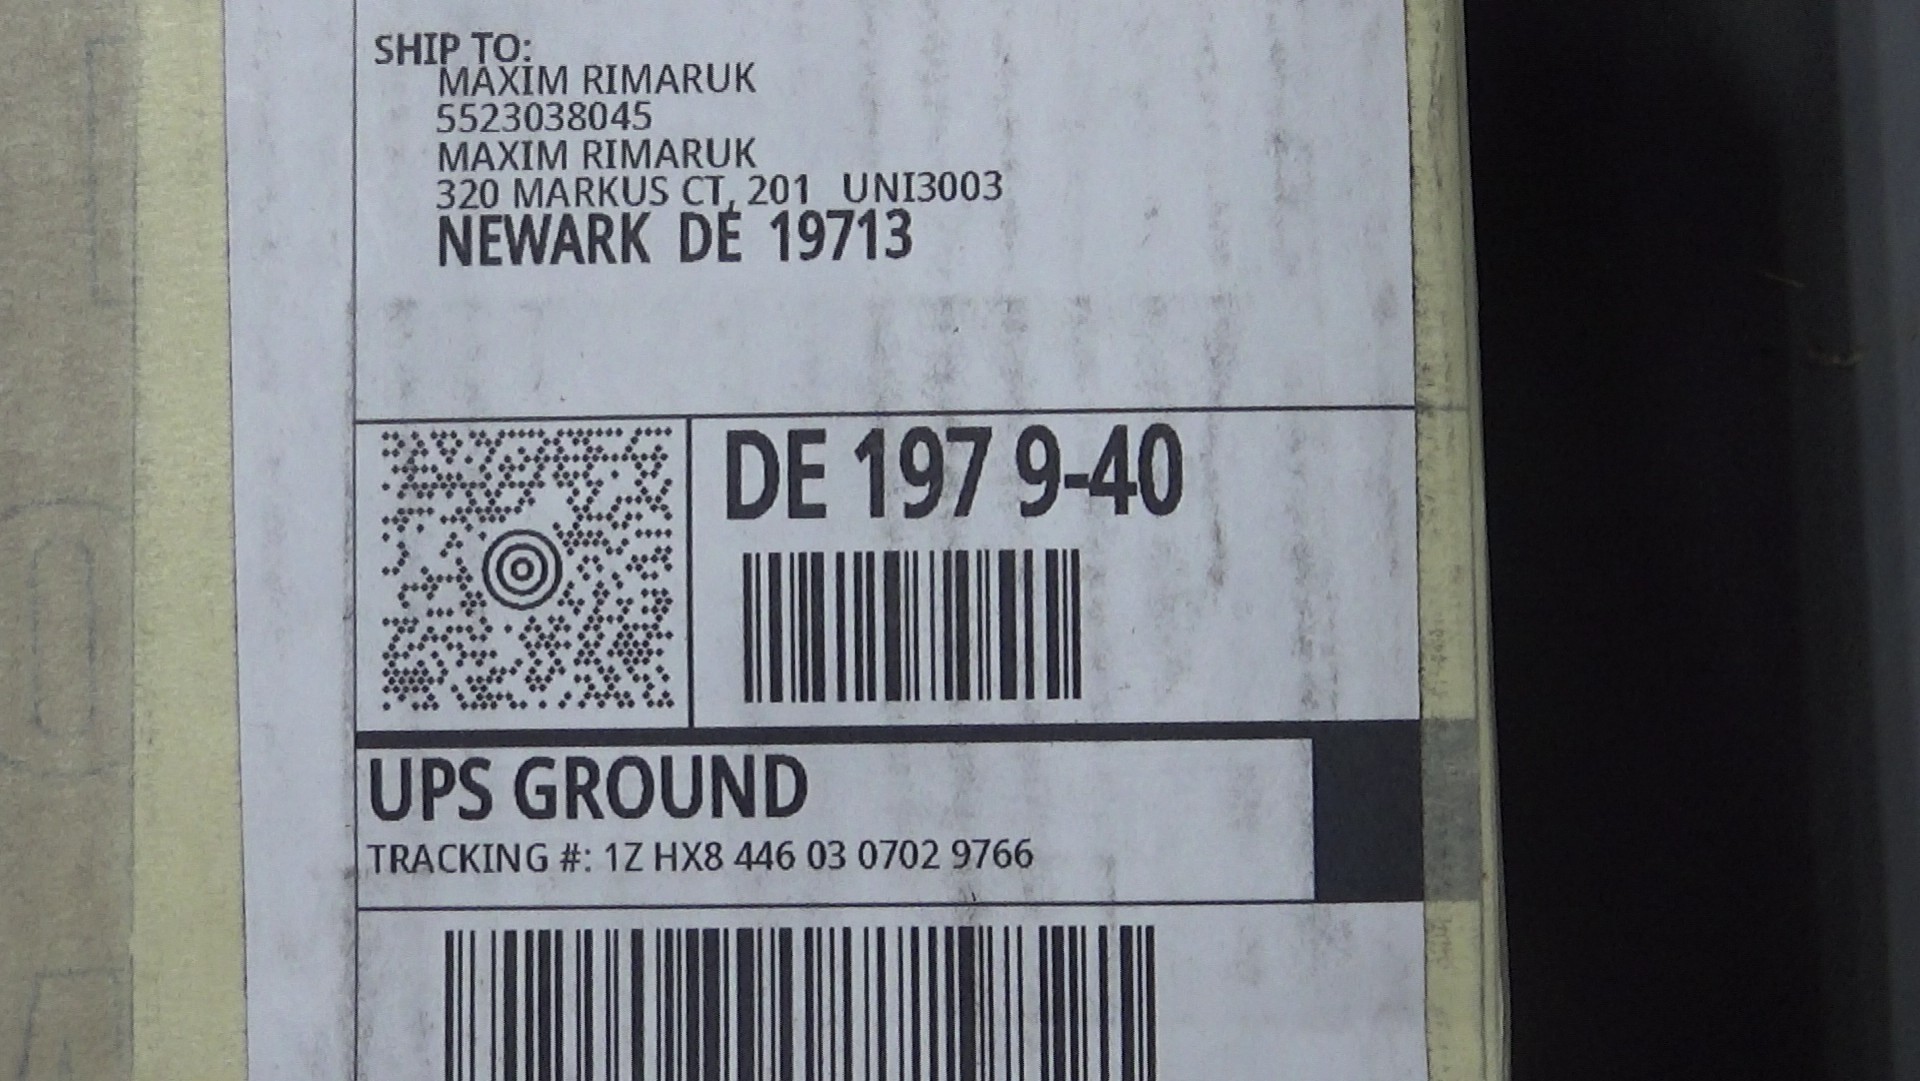 SHIP TO:
MAXIM RIMARUK
5523038045
MAXIM RIMARUK
320 MARKUS CT, 201 UNI3003
NEWARK DE 19713
DE 197 9-40
UPS GROUND
TRACKING #: 1Z HX8 446 03 0702 9766